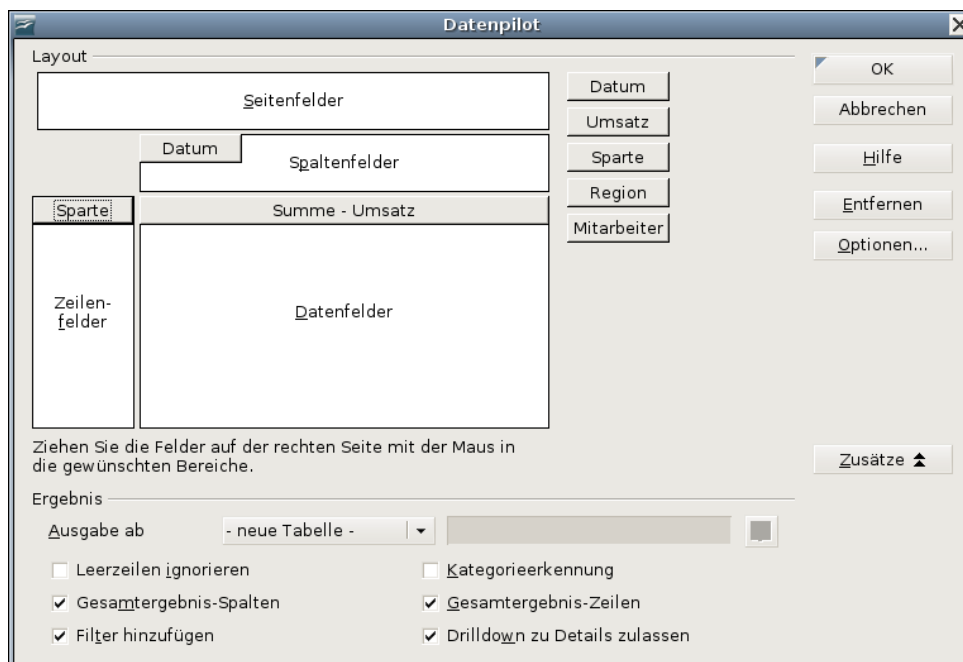 Datenpilot
Layout
Seitenfelder
Datum
Spaltenfelder
Sparte
Summe - Umsatz
Zeilen-
felder
Datenfelder
Datum
Umsatz
Sparte
Region
Mitarbeiter
OK
Abbrechen
Hilfe
Entfernen
Optionen...
Ziehen Sie die Felder auf der rechten Seite mit der Maus in
die gewünschten Bereiche.
Zusätze
Ergebnis
Ausgabe ab
- neue Tabelle -
Leerzeilen ignorieren
Kategorieerkennung
Gesamtergebnis-Spalten
Gesamtergebnis-Zeilen
Filter hinzufügen
Drilldown zu Details zulassen